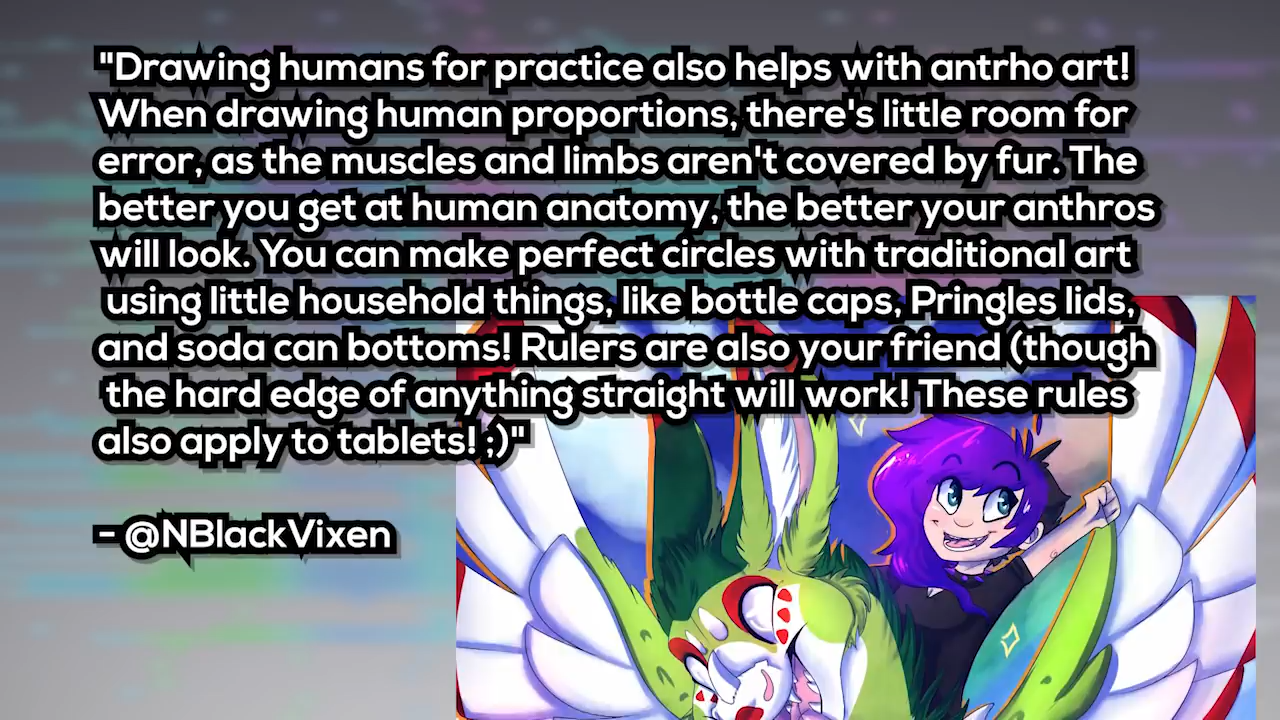 "Drawing humans for practice also helps with antrho art!
When drawing human proportions, there's little room for
error, as the muscles and limbs aren't covered by fur. The
better you get at human anatomy, the better your anthros
will look. You can make perfect circles with traditional art
using little household things, like bottle caps, Pringles lids,
and soda can bottoms! Rulers are also your friend (though
the hard edge of anything straight will work! These rules
also apply to tablets! ;)"
- @NBlackVixen